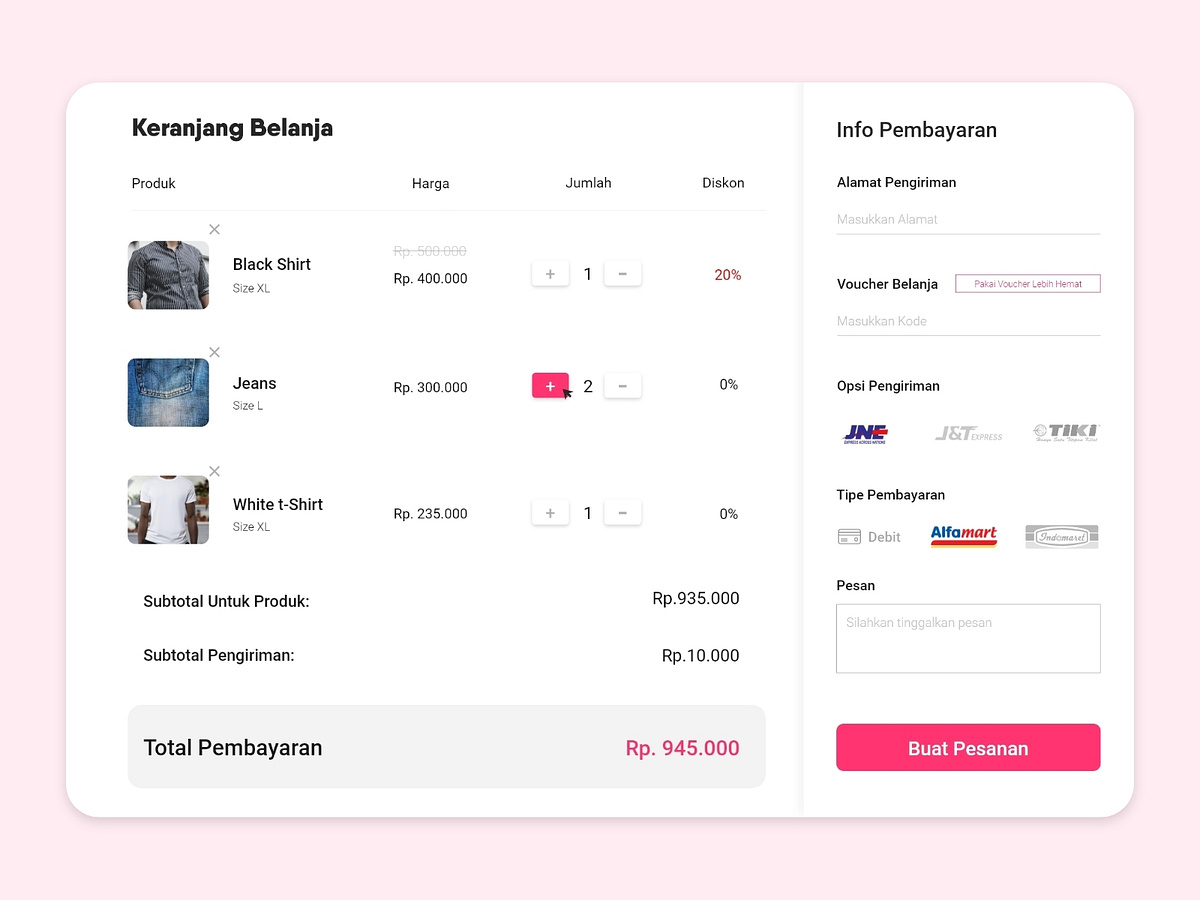 Keranjang Belanja
Produk Harga Jumlah Diskon
Rp. 500.000
Black Shirt
Size XL
Rp. 400.000
+ 1 -
20%
Jeans
Size L
Rp. 300.000
+ 2 -
0%
White t-Shirt
Size XL
Rp. 235.000
+ 1 -
0%
Subtotal Untuk Produk: Rp.935.000
Subtotal Pengiriman: Rp.10.000
Total Pembayaran Rp. 945.000
Info Pembayaran
Alamat Pengiriman
Masukkan Alamat
Voucher Belanja Pakai Voucher Lebih Hemat
Masukkan Kode
Opsi Pengiriman
JNE
EXPRESS ACROSS NATIONS
J&T EXPRESS
TIKI
Tipe Pembayaran
Debit Alfamart Indomaret
Pesan
Silahkan tinggalkan pesan
Buat Pesanan